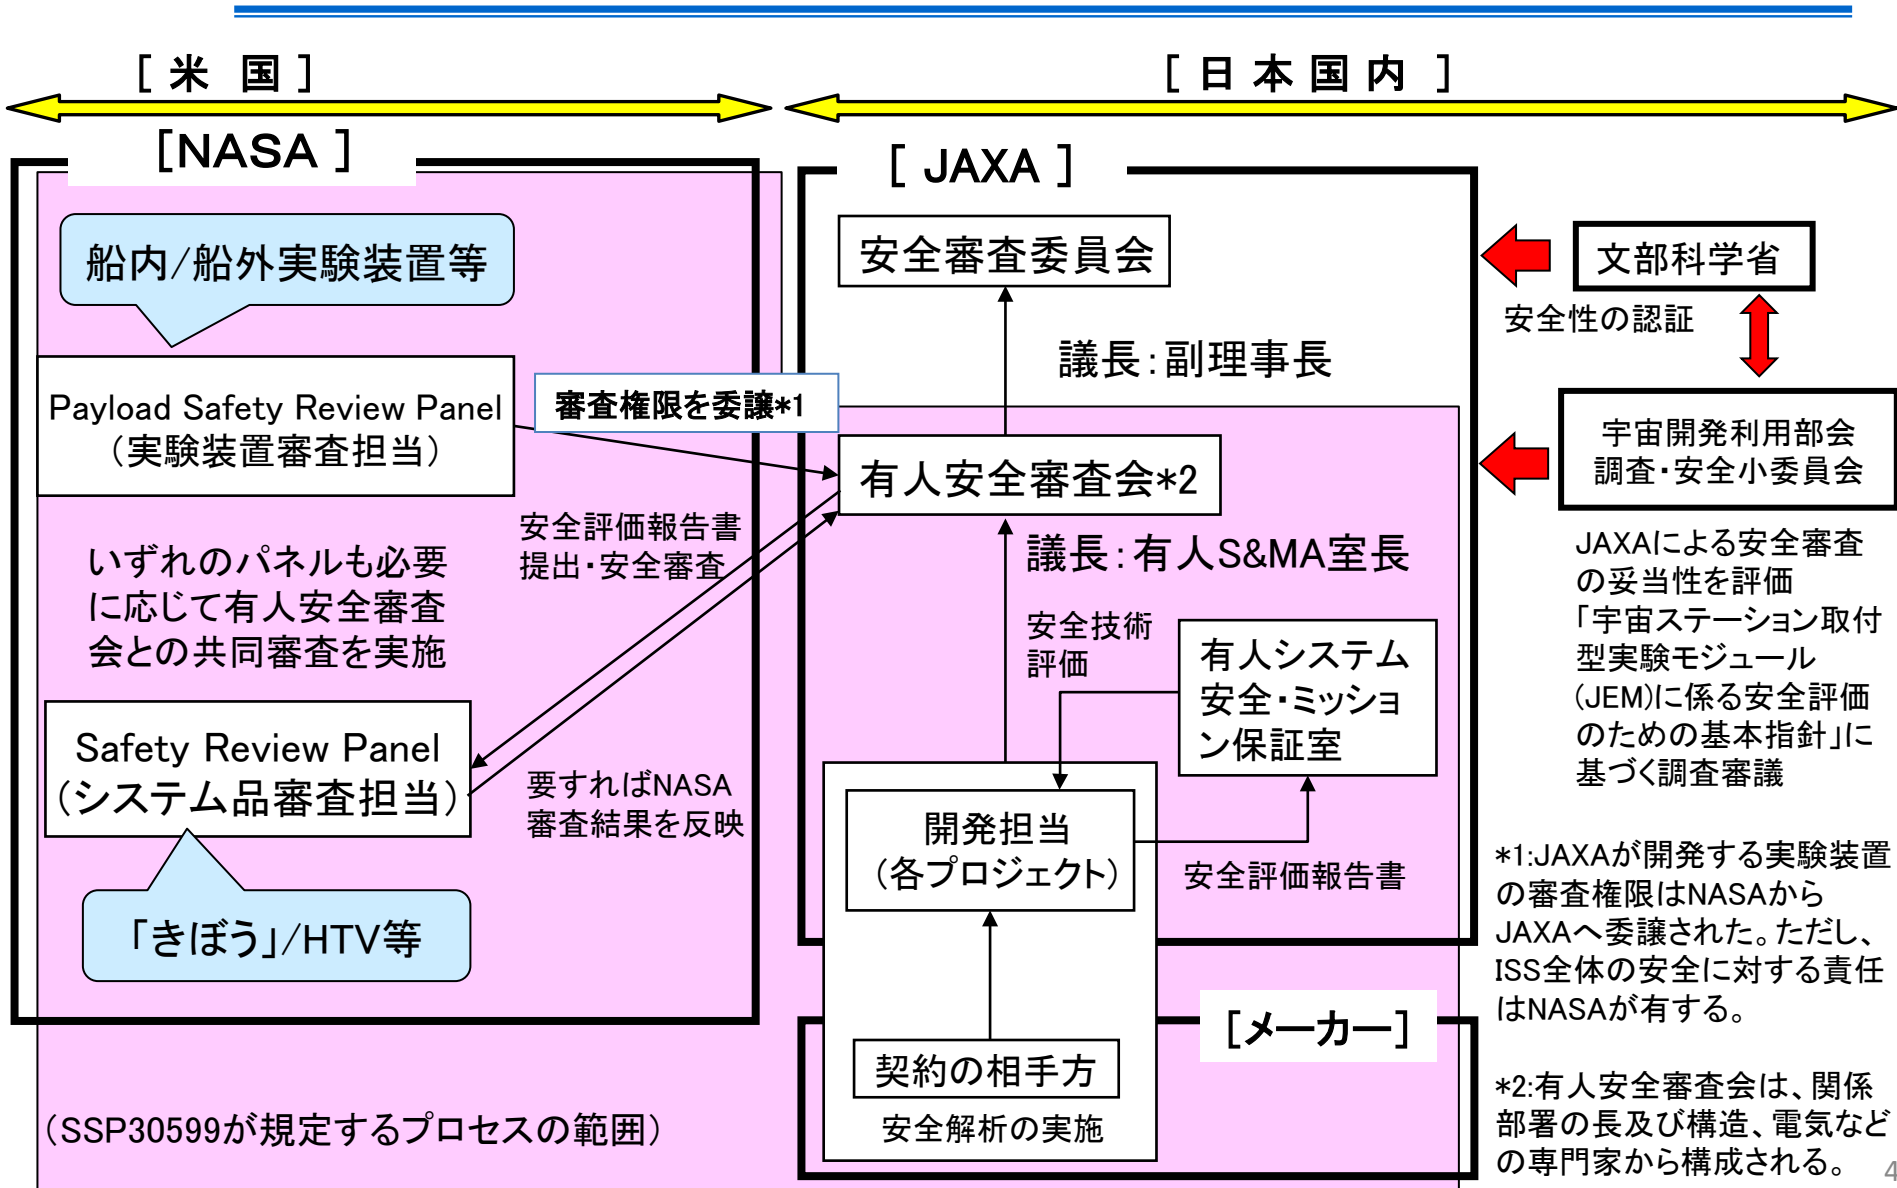 ［ 米 国 ］
［ 日 本 国 内 ］
［NASA ］
［ JAXA ］
船内/船外実験装置等
安全審査委員会
文部科学省
安全性の認証
議長：副理事長
Payload Safety Review Panel
（実験装置審査担当）
審査権限を委譲*1
有人安全審査会*2
宇宙開発利用部会
調査・安全小委員会
安全評価報告書
提出・安全審査
議長：有人S&MA室長
いずれのパネルも必要
に応じて有人安全審査
会との共同審査を実施
JAXAによる安全審査
の妥当性を評価
「宇宙ステーション取付
型実験モジュール
(JEM)に係る安全評価
のための基本指針」に
基づく調査審議
安全技術
評価
有人システム
安全・ミッショ
ン保証室
Safety Review Panel
（システム品審査担当）
要すればNASA
審査結果を反映
開発担当
（各プロジェクト）
安全評価報告書
「きぼう」/HTV等
*1:JAXAが開発する実験装置
の審査権限はNASAから
JAXAへ委譲された。ただし、
ISS全体の安全に対する責任
はNASAが有する。
［メーカー］
契約の相手方
安全解析の実施
（SSP30599が規定するプロセスの範囲）
*2:有人安全審査会は、関係
部署の長及び構造、電気など
の専門家から構成される。
4